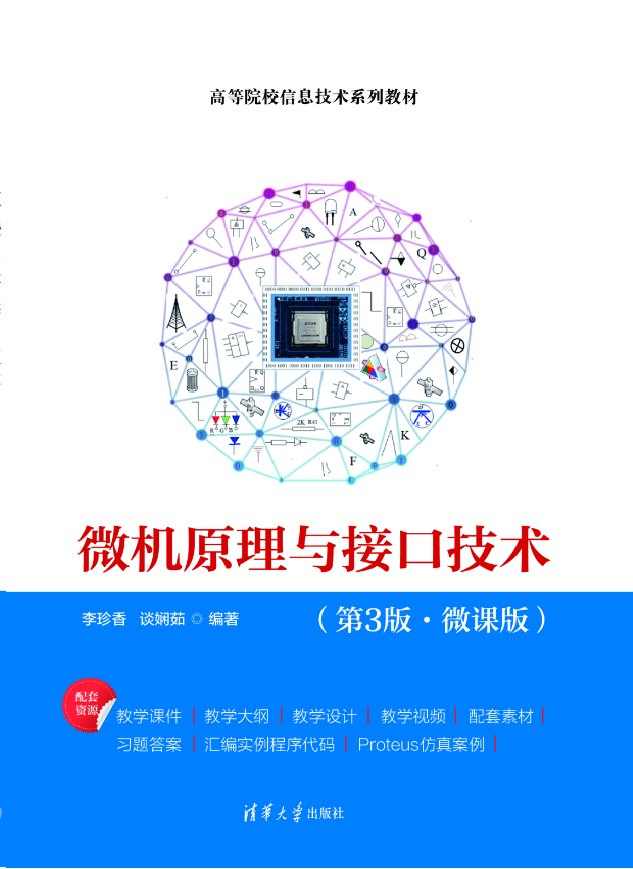 高等院校信息技术系列教材
A
Q
E
2K R41
R G B
E C
K
F
微机原理与接口技术
李珍香 谈娴茹 ◎ 编著
（第3版·微课版）
配套
资源
教学课件 | 教学大纲 | 教学设计 | 教学视频 | 配套素材 |
习题答案 | 汇编实例程序代码 | Proteus仿真案例 |
清华大学出版社